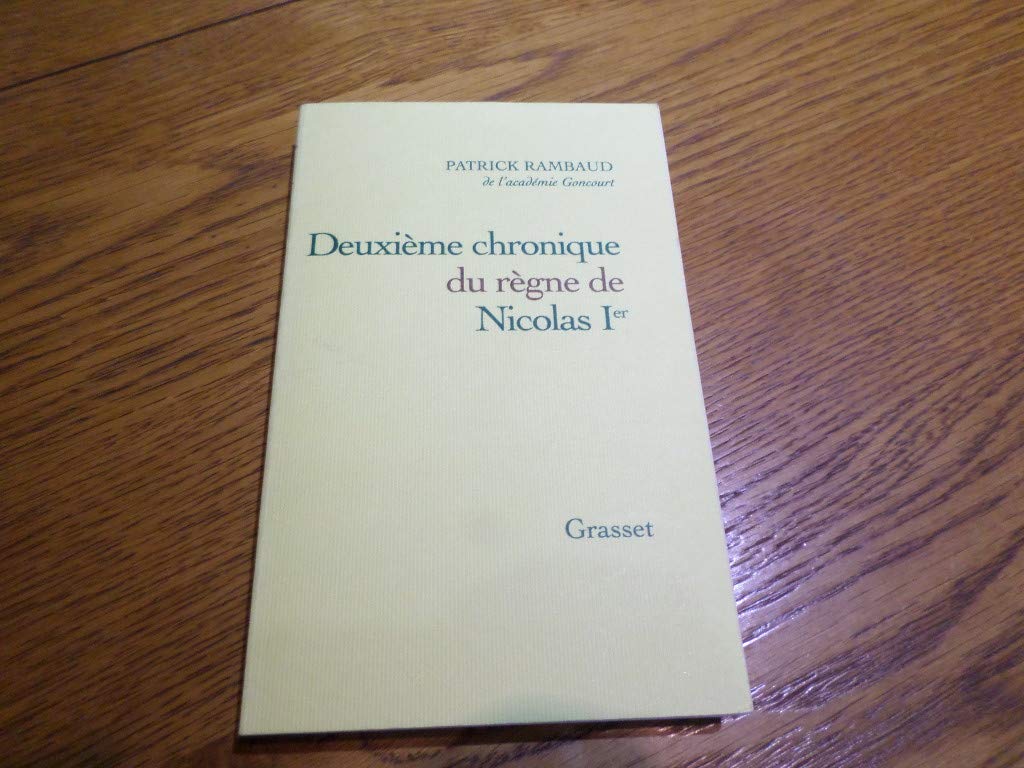 PATRICK RAMBAUD
de l'académie Goncourt
Deuxième chronique
du règne de
Nicolas Ier
Grasset